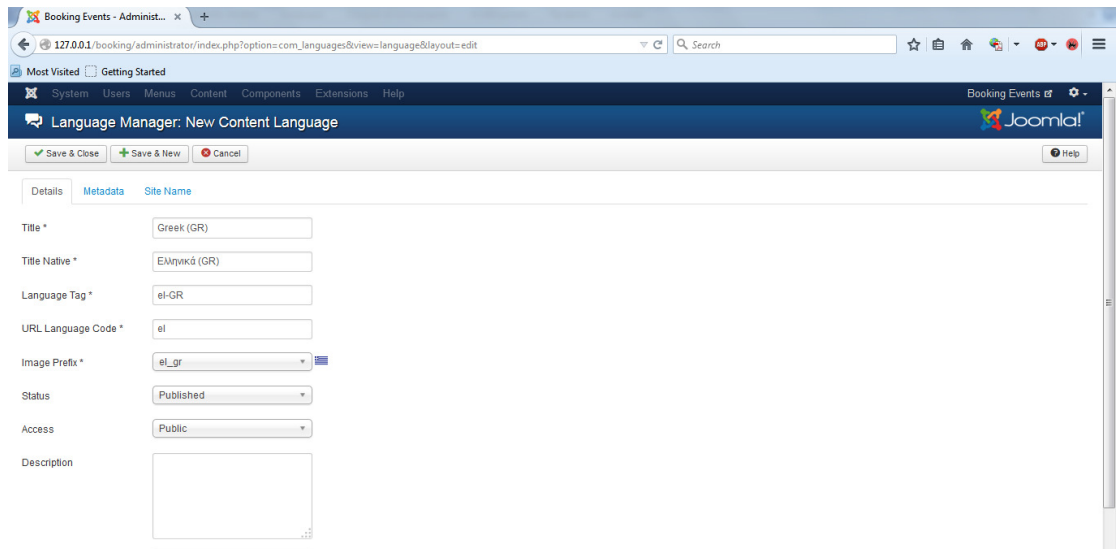 Booking Events - Administ... × +
127.0.0.1/booking/administrator/index.php?option=com_languages&view=language&layout=edit
Search
ABP
Most Visited Getting Started
System Users Menus Content Components Extensions Help
Booking Events
Language Manager: New Content Language
Joomla!
Save & Close
Save & New
Cancel
Help
Details Metadata Site Name
Title * Greek (GR)
Title Native * Ελληνικά (GR)
Language Tag * el-GR
URL Language Code * el
Image Prefix * el_gr
Status Published
Access Public
Description